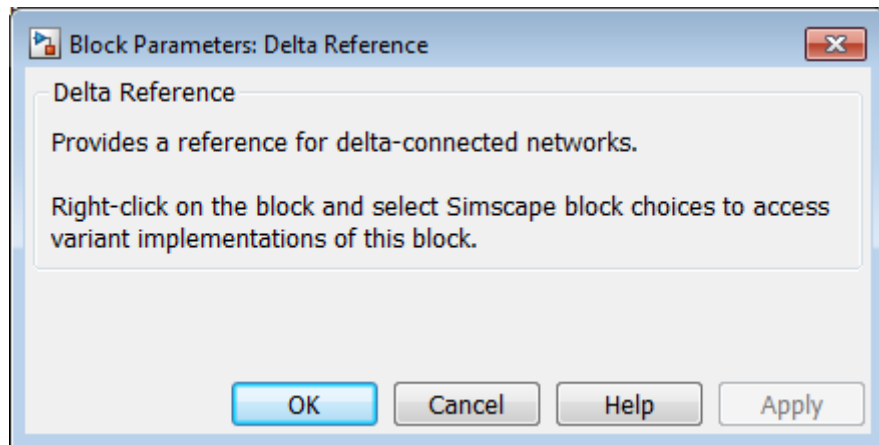 Block Parameters: Delta Reference
Delta Reference
Provides a reference for delta-connected networks.
Right-click on the block and select Simscape block choices to access
variant implementations of this block.
OK Cancel Help Apply